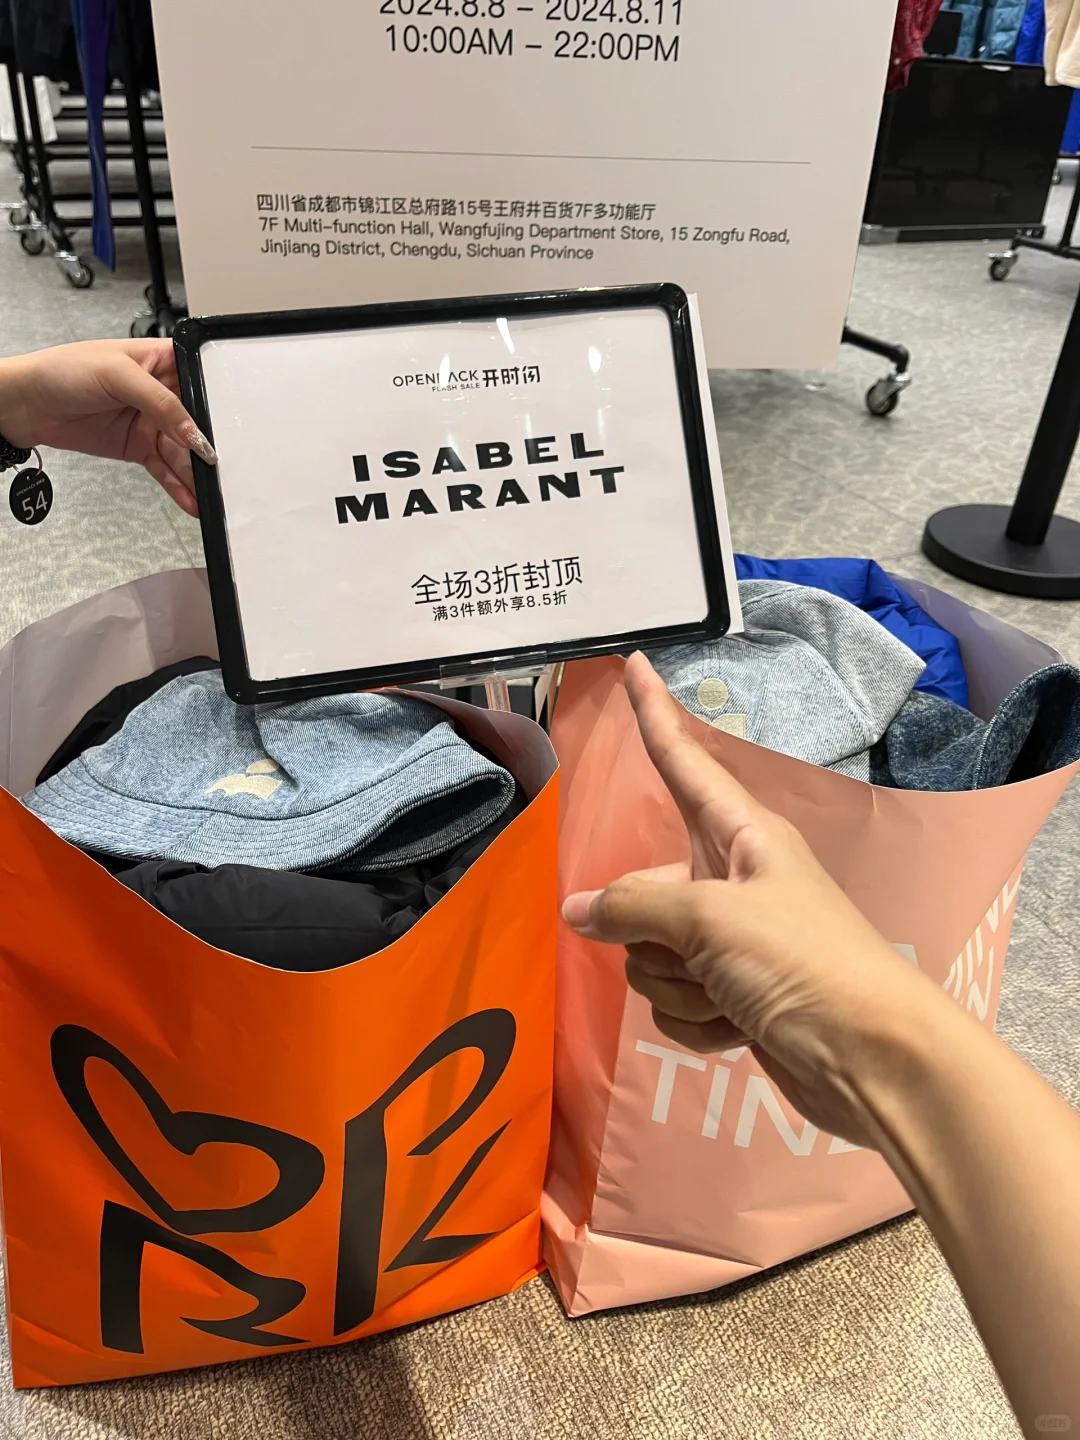 2024.8.8 – 2024.8.11
10:00AM – 22:00PM
四川省成都市锦江区总府路15号王府井百货7F多功能厅
7F Multi-function Hall, Wangfujing Department Store, 15 Zongfu Road,
Jinjiang District, Chengdu, Sichuan Province
OPENBACK 开时闪
FLASH SALE
ISABEL
MARANT
全场3折封顶
满3件额外享8.5折
54